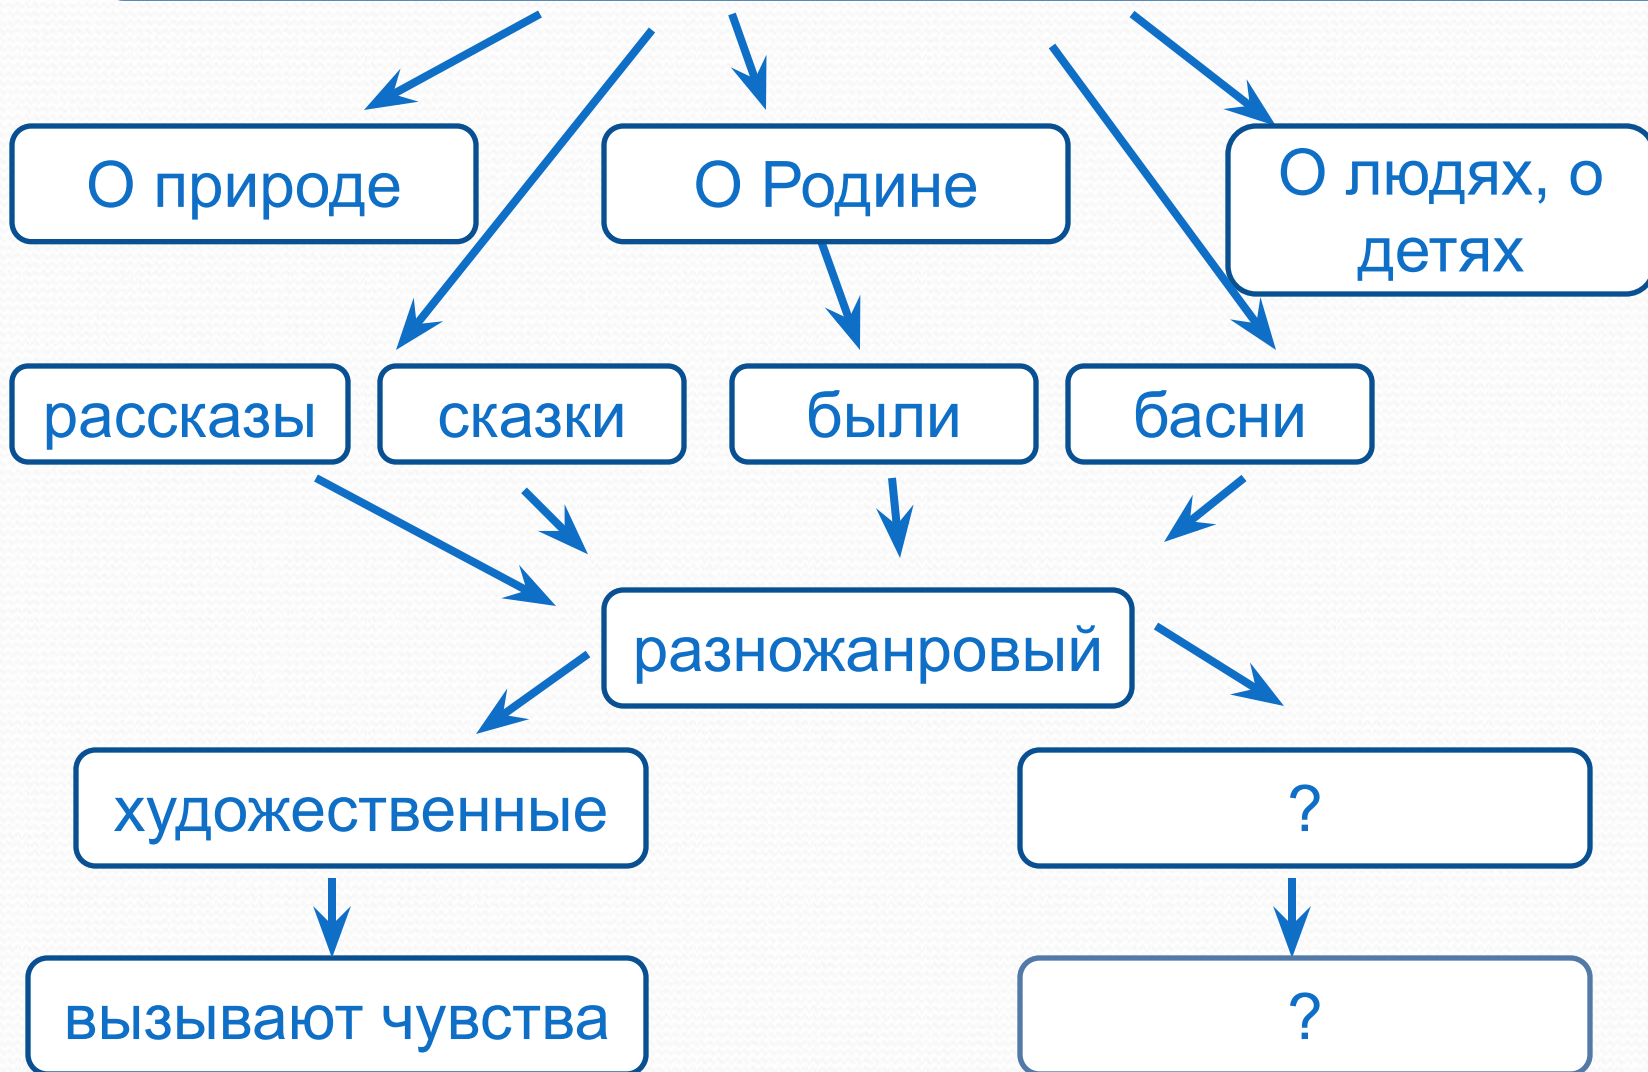 О природе
О Родине
О людях, о
детях
рассказы
сказки
были
басни
разножанровый
художественные
?
вызывают чувства
?